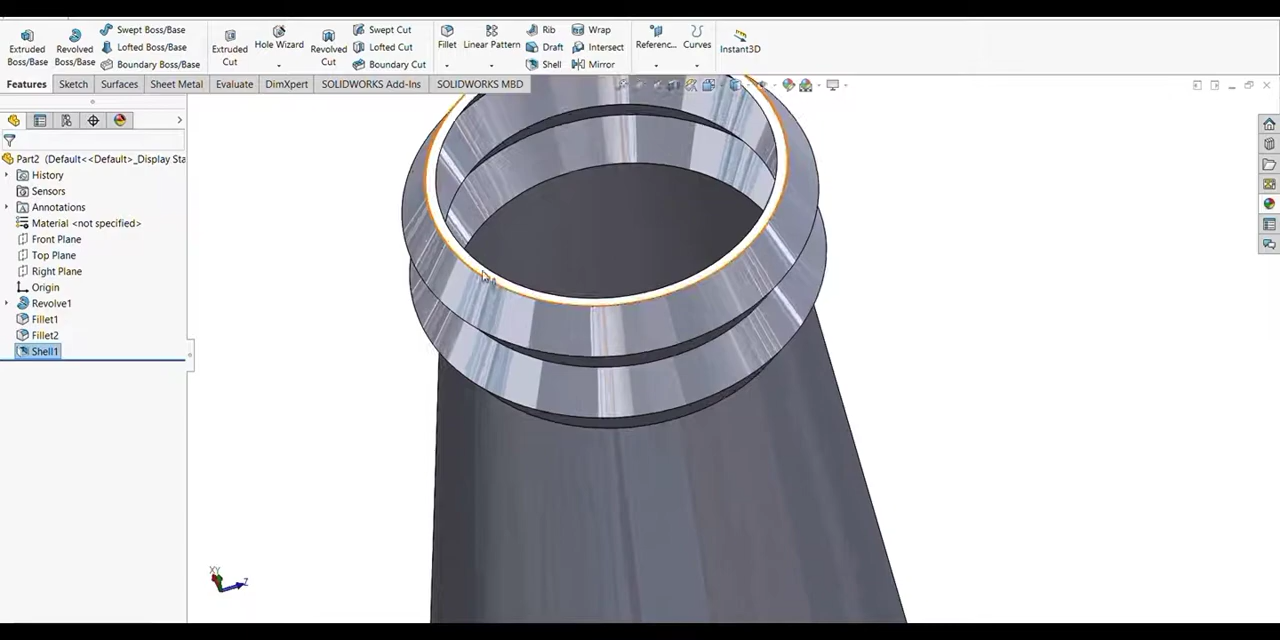 Extruded Boss/Base
Revolved Boss/Base
Swept Boss/Base
Lofted Boss/Base
Boundary Boss/Base
Extruded Cut
Hole Wizard
Revolved Cut
Swept Cut
Lofted Cut
Boundary Cut
Fillet
Linear Pattern
Rib
Draft
Shell
Wrap
Intersect
Mirror
Referenc...
Curves
Instant3D
Features
Sketch
Surfaces
Sheet Metal
Evaluate
DimXpert
SOLIDWORKS Add-Ins
SOLIDWORKS MBD
Part2 (Default<<Default>_Display Sta
History
Sensors
Annotations
Material <not specified>
Front Plane
Top Plane
Right Plane
Origin
Revolve1
Fillet1
Fillet2
Shell1
XY
Z